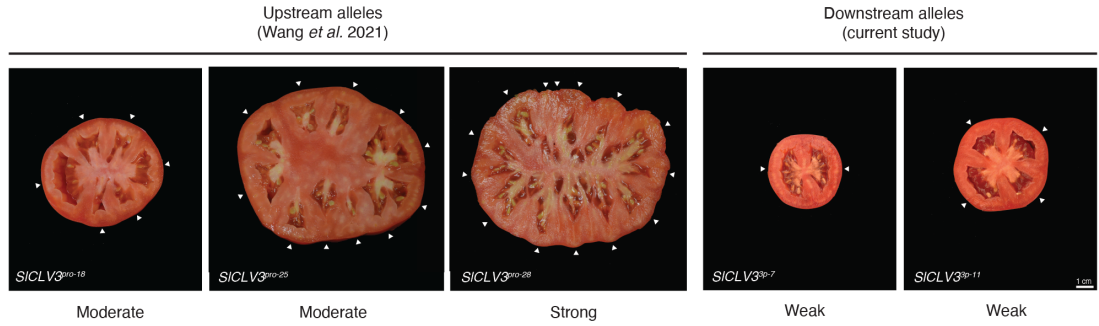 Upstream alleles
(Wang et al. 2021)
Downstream alleles
(current study)
SlCLV3pro-18
SlCLV3pro-25
SlCLV3pro-28
SlCLV33p-7
SlCLV33p-11
1 cm
Moderate
Moderate
Strong
Weak
Weak